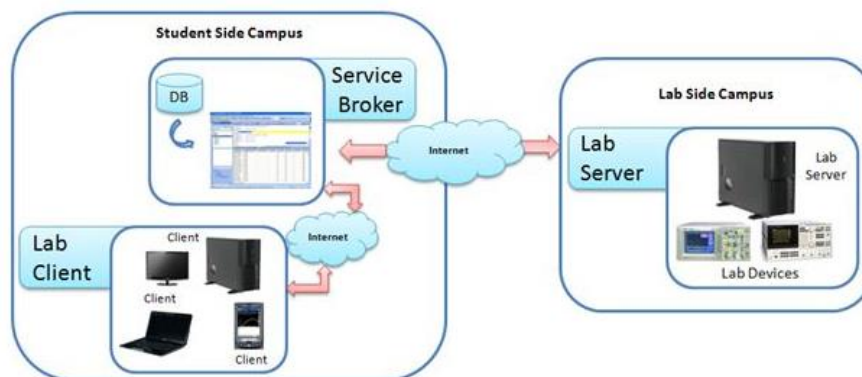 Student Side Campus
DB
Service
Broker
Internet
Lab Side Campus
Lab
Server
Lab
Server
Lab Devices
Internet
Lab
Client
Client
Client
Client